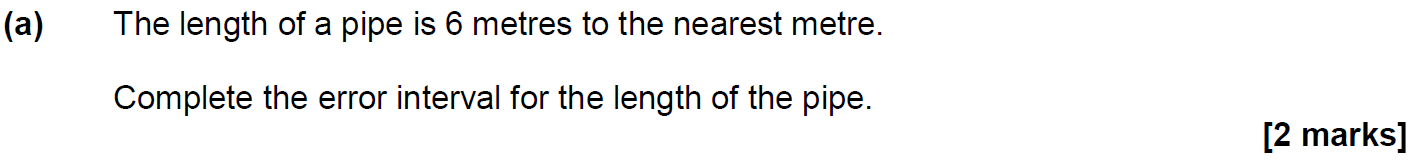 (a) The length of a pipe is 6 metres to the nearest metre.
Complete the error interval for the length of the pipe.
[2 marks]